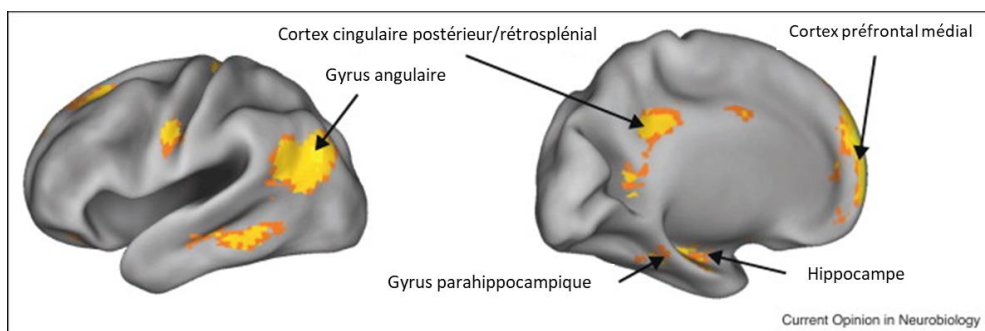 Cortex cingulaire postérieur/rétrosplénial
Cortex préfrontal médial
Gyrus angulaire
Gyrus parahippocampique
Hippocampe
Current Opinion in Neurobiology